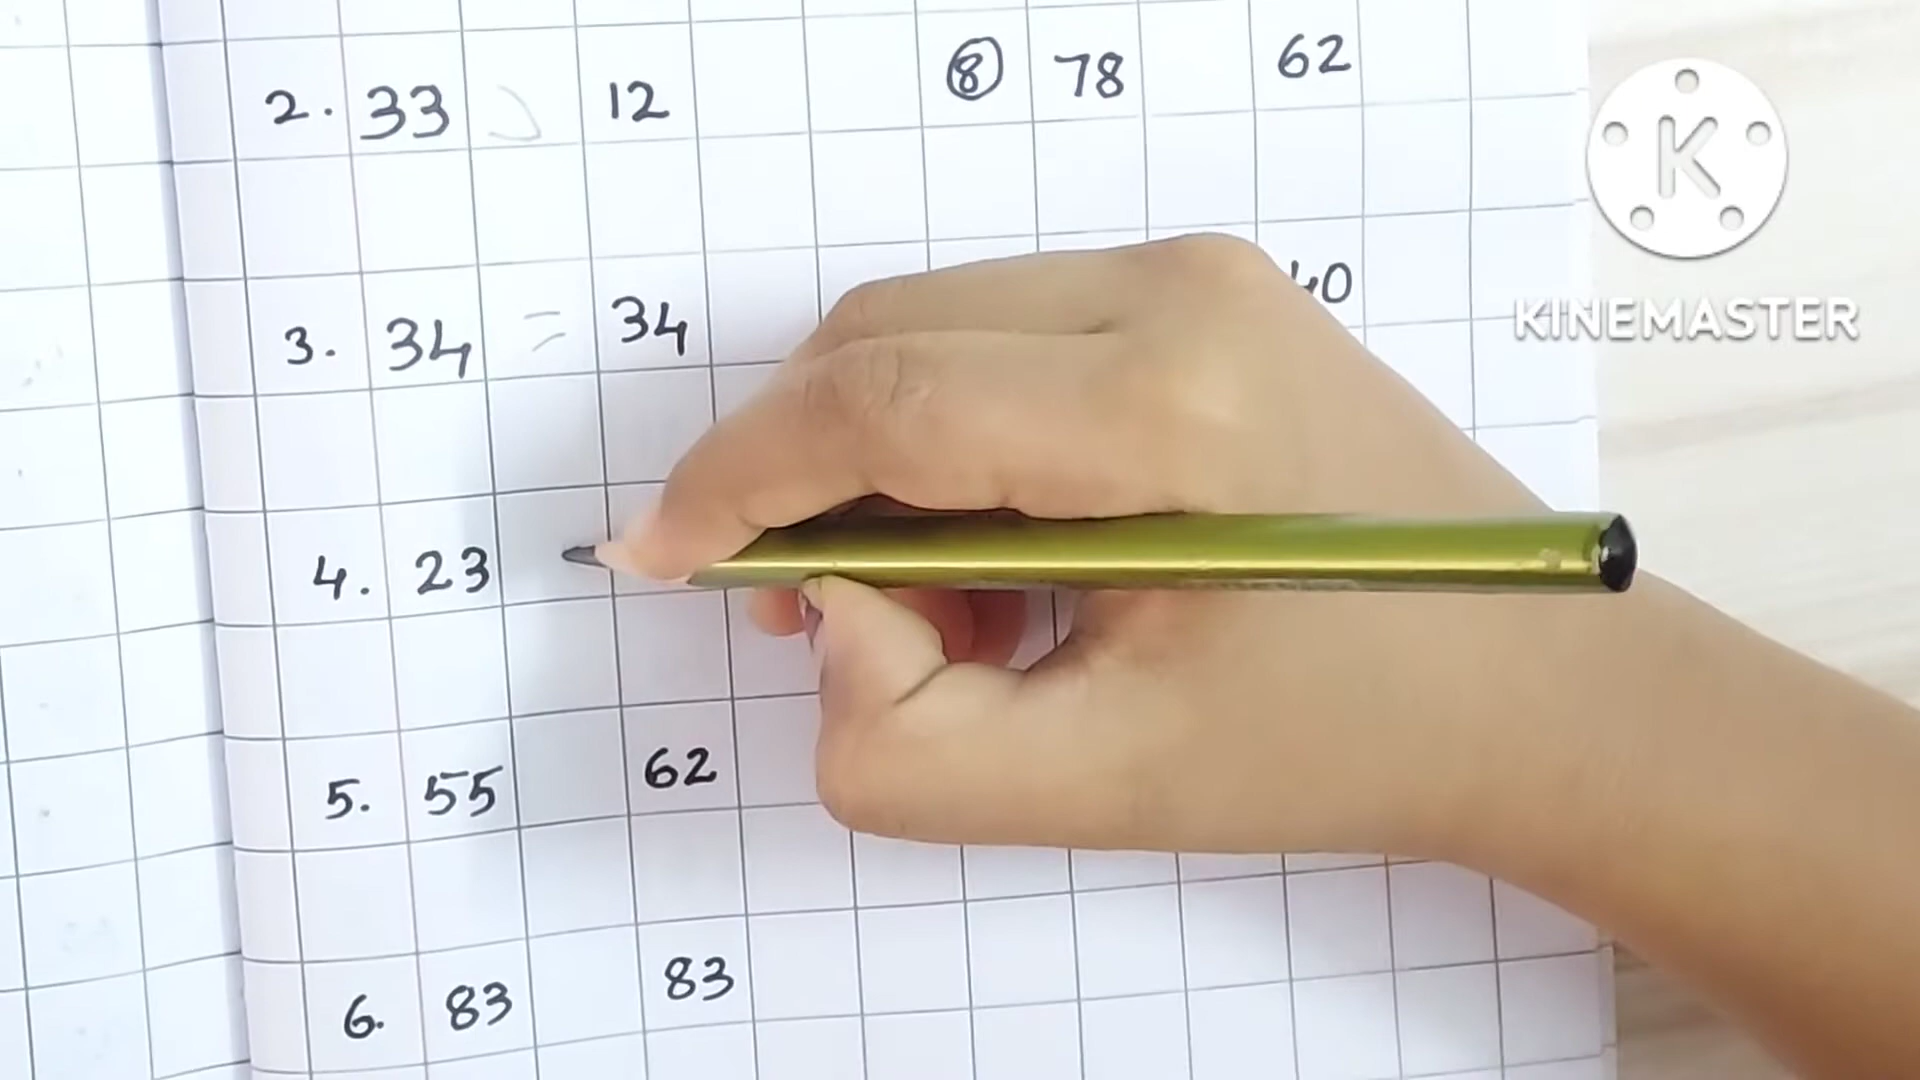 2. 33 12
⑧ 78 62
3. 34 = 34
4. 23
5. 55 62
6. 83 83
K
KINEMASTER